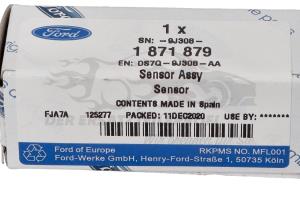 Ford
1 x
SN: -9J308-
1 871 879
EN: DS7Q-9J308-AA
Sensor Assy
Sensor
CONTENTS MADE IN Spain
FJA7A 125277 PACKED: 11DEC2020 USE BY: *******
Ford of Europe RKPMS NO. MFL001
Ford-Werke GmbH, Henry-Ford-Straße 1, 50735 Köln